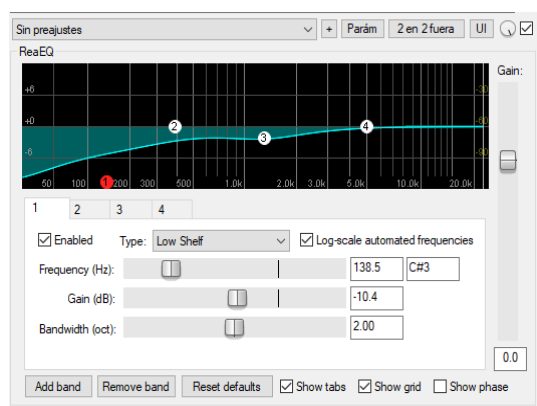 Sin preajustes + Parám 2 en 2 fuera UI
ReaEQ
Gain:
+6 -30
+0 2 4 -60
3
-6 -90
50 100 1 200 300 500 1.0k 2.0k 3.0k 5.0k 10.0k 20.0k
1 2 3 4
Enabled Type: Low Shelf Log-scale automated frequencies
Frequency (Hz): 138.5 C#3
Gain (dB): -10.4
Bandwidth (oct): 2.00
0.0
Add band Remove band Reset defaults Show tabs Show grid Show phase